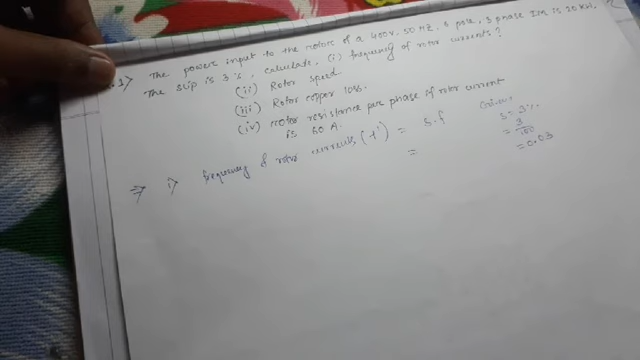 1) The power input to the rotor of a 400V, 50 HZ, 6 pole, 3 phase IM is 20 kW,
The slip is 3%, calculate, (i) frequency of rotor currents?
(ii) Rotor speed
(iii) Rotor copper loss.
(iv) rotor resistance per phase of rotor current
is 60 A.
⇒ i) frequency of rotor currents (f') = s.f
=
s = 3%
= 3/100
= 0.03